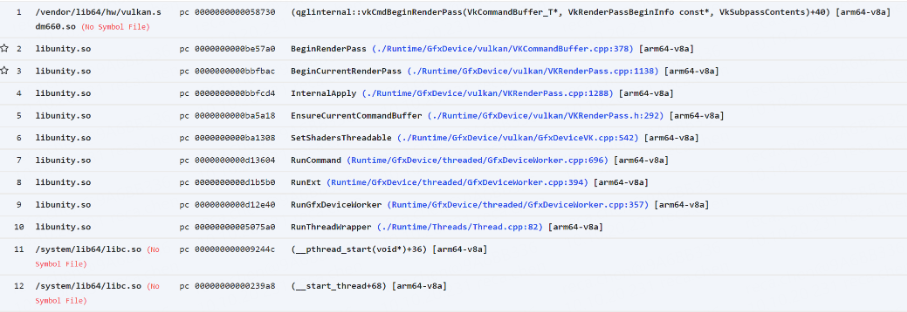 1 /vendor/lib64/hw/vulkan.s pc 0000000000058730 (qglinternal::vkCmdBeginRenderPass(VkCommandBuffer_T*, VkRenderPassBeginInfo const*, VkSubpassContents)+40) [arm64-v8a]
dm660.so (No Symbol File)
2 libunity.so pc 0000000000be57a0 BeginRenderPass (./Runtime/GfxDevice/vulkan/VKCommandBuffer.cpp:378) [arm64-v8a]
3 libunity.so pc 0000000000bbfbac BeginCurrentRenderPass (./Runtime/GfxDevice/vulkan/VKRenderPass.cpp:1138) [arm64-v8a]
4 libunity.so pc 0000000000bbfcd4 InternalApply (./Runtime/GfxDevice/vulkan/VKRenderPass.cpp:1288) [arm64-v8a]
5 libunity.so pc 0000000000ba5a18 EnsureCurrentCommandBuffer (./Runtime/GfxDevice/vulkan/VKRenderPass.h:292) [arm64-v8a]
6 libunity.so pc 0000000000ba1308 SetShadersThreadable (./Runtime/GfxDevice/vulkan/GfxDeviceVK.cpp:542) [arm64-v8a]
7 libunity.so pc 0000000000d13604 RunCommand (Runtime/GfxDevice/threaded/GfxDeviceWorker.cpp:696) [arm64-v8a]
8 libunity.so pc 0000000000d1b5b0 RunExt (Runtime/GfxDevice/threaded/GfxDeviceWorker.cpp:394) [arm64-v8a]
9 libunity.so pc 0000000000d12e40 RunGfxDeviceWorker (Runtime/GfxDevice/threaded/GfxDeviceWorker.cpp:357) [arm64-v8a]
10 libunity.so pc 00000000005075a0 RunThreadWrapper (./Runtime/Threads/Thread.cpp:82) [arm64-v8a]
11 /system/lib64/libc.so (No pc 000000000009244c (__pthread_start(void*)+36) [arm64-v8a]
Symbol File)
12 /system/lib64/libc.so (No pc 00000000000239a8 (__start_thread+68) [arm64-v8a]
Symbol File)